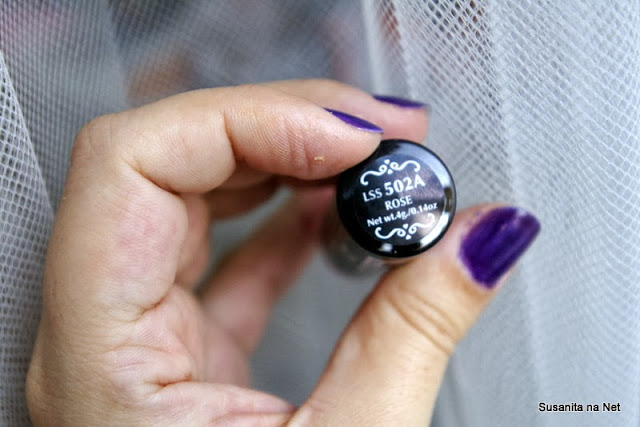 LSS 502A
ROSE
Net wt.4g./0.14oz
Susanita na Net